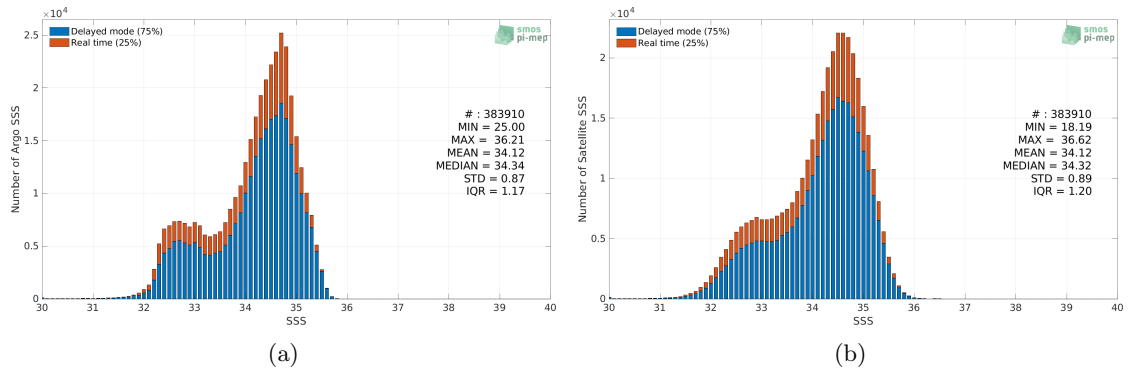 ×10^4
Delayed mode (75%)
Real time (25%)
smos
pi-mep
2.5
2
1.5
1
0.5
0
Number of Argo SSS
# : 383910
MIN = 25.00
MAX = 36.21
MEAN = 34.12
MEDIAN = 34.34
STD = 0.87
IQR = 1.17
30 31 32 33 34 35 36 37 38 39 40
SSS
(a)
×10^4
Delayed mode (75%)
Real time (25%)
smos
pi-mep
2
1.5
1
0.5
0
Number of Satellite SSS
# : 383910
MIN = 18.19
MAX = 36.62
MEAN = 34.12
MEDIAN = 34.32
STD = 0.89
IQR = 1.20
30 31 32 33 34 35 36 37 38 39 40
SSS
(b)